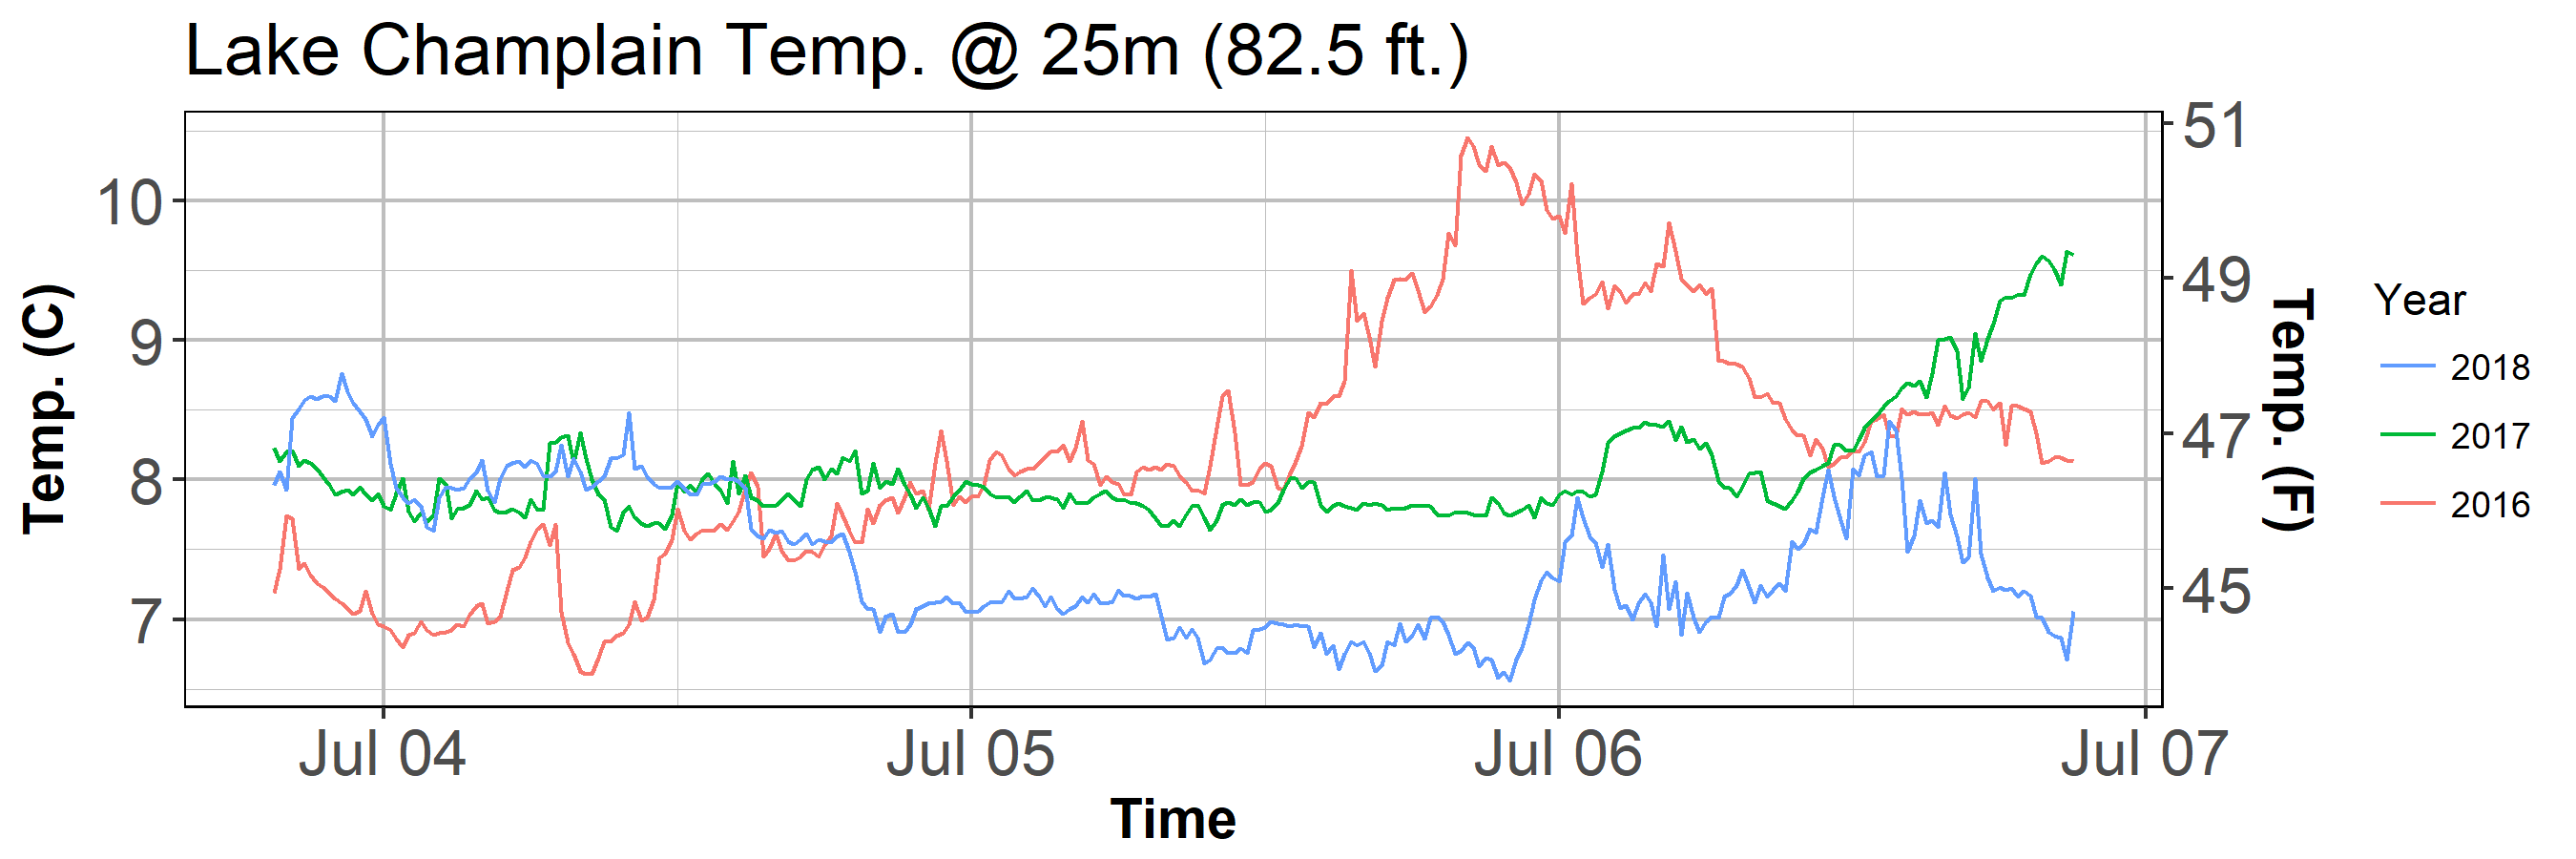 Lake Champlain Temp. @ 25m (82.5 ft.)
Temp. (C)
10
9
8
7
51
49
47
45
Temp. (F)
Jul 04
Jul 05
Jul 06
Jul 07
Time
Year
2018
2017
2016